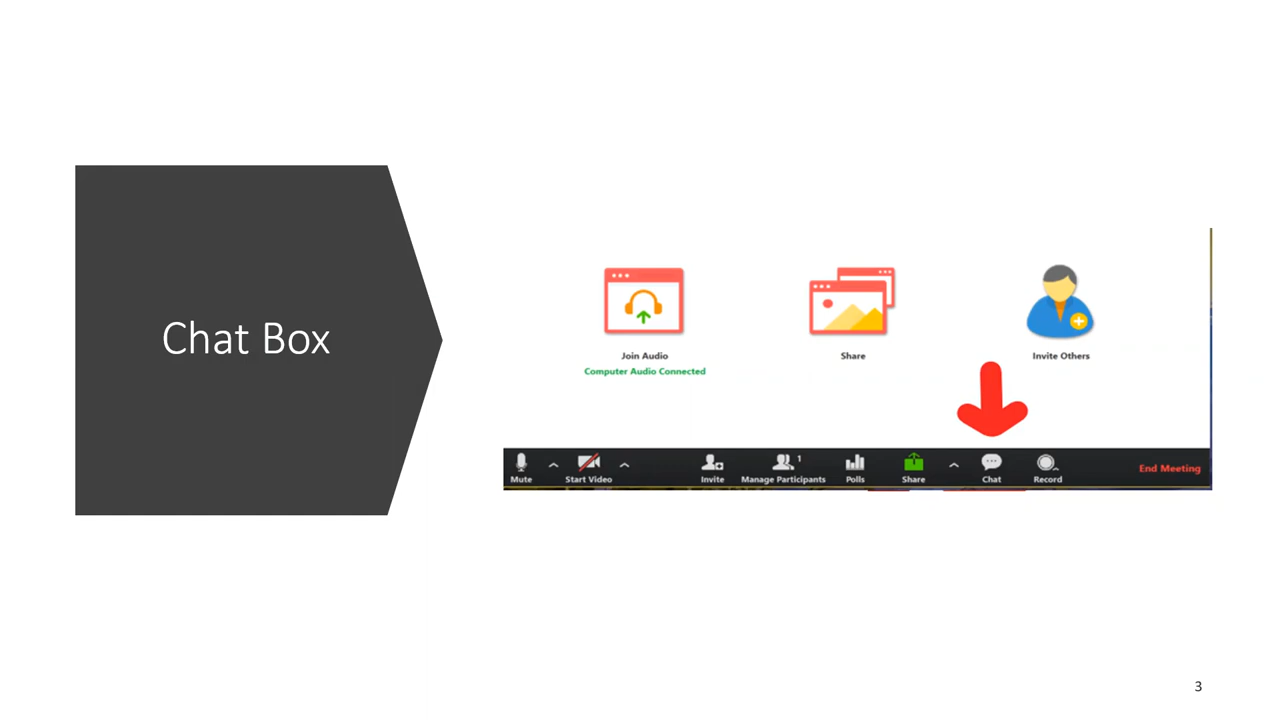 Chat Box
Join Audio
Computer Audio Connected
Share
Invite Others
Mute
Start Video
Invite
1
Manage Participants
Polls
Share
Chat
Record
End Meeting
3